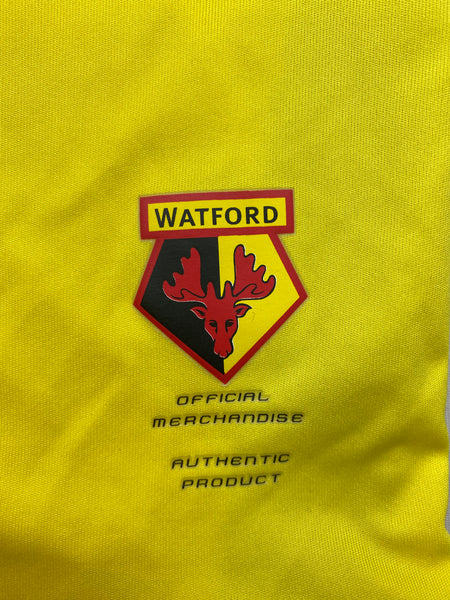 WATFORD
OFFICIAL
MERCHANDISE
AUTHENTIC
PRODUCT